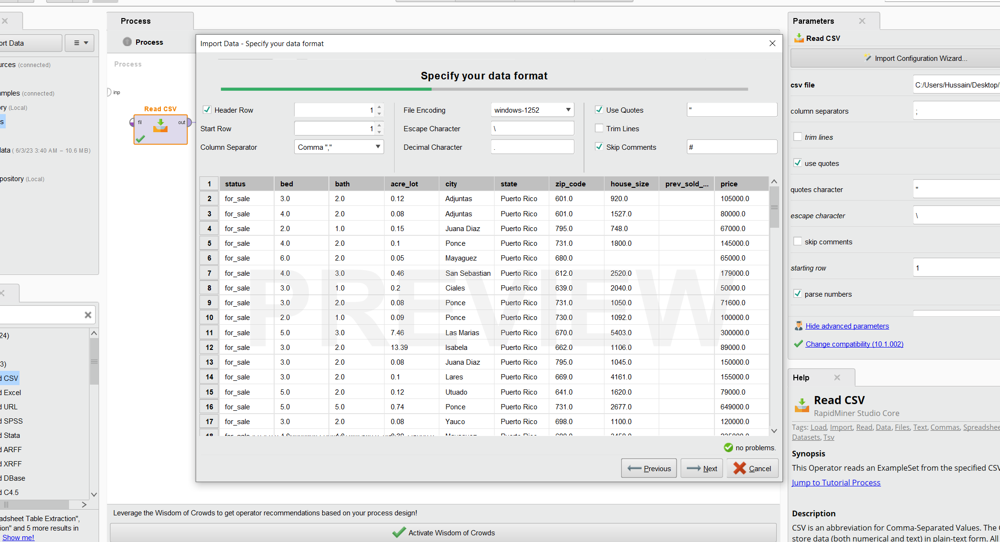 Process
Parameters
ort Data
Process
Import Data - Specify your data format
Read CSV
Import Configuration Wizard...
urces (connected)
Process
Specify your data format
csv file
C:/Users/Hussain/Desktop/
mples (connected)
inp
ry (Local)
Read CSV
Header Row
1
File Encoding
windows-1252
Use Quotes
"
column separators
;
s
fil
out
Start Row
1
Escape Character
\
Trim Lines
trim lines
lata ( 6/3/23 3:40 AM – 10.6 MB)
Column Separator
Comma ","
Decimal Character
.
Skip Comments
#
use quotes
pository (Local)
1 status bed bath acre_lot city state zip_code house_size prev_sold_... price
2 for_sale 3.0 2.0 0.12 Adjuntas Puerto Rico 601.0 920.0 105000.0
3 for_sale 4.0 2.0 0.08 Adjuntas Puerto Rico 601.0 1527.0 80000.0
4 for_sale 2.0 1.0 0.15 Juana Diaz Puerto Rico 795.0 748.0 67000.0
5 for_sale 4.0 2.0 0.1 Ponce Puerto Rico 731.0 1800.0 145000.0
6 for_sale 6.0 2.0 0.05 Mayaguez Puerto Rico 680.0 65000.0
7 for_sale 4.0 3.0 0.46 San Sebastian Puerto Rico 612.0 2520.0 179000.0
8 for_sale 3.0 1.0 0.2 Ciales Puerto Rico 639.0 2040.0 50000.0
9 for_sale 3.0 2.0 0.08 Ponce Puerto Rico 731.0 1050.0 71600.0
10 for_sale 2.0 1.0 0.09 Ponce Puerto Rico 730.0 1092.0 100000.0
11 for_sale 5.0 3.0 7.46 Las Marias Puerto Rico 670.0 5403.0 300000.0
12 for_sale 3.0 2.0 13.39 Isabela Puerto Rico 662.0 1106.0 89000.0
13 for_sale 3.0 2.0 0.08 Juana Diaz Puerto Rico 795.0 1045.0 150000.0
14 for_sale 3.0 2.0 0.1 Lares Puerto Rico 669.0 4161.0 155000.0
15 for_sale 5.0 2.0 0.12 Utuado Puerto Rico 641.0 1620.0 79000.0
16 for_sale 5.0 5.0 0.74 Ponce Puerto Rico 731.0 2677.0 649000.0
17 for_sale 3.0 2.0 0.08 Yauco Puerto Rico 698.0 1100.0 120000.0
PREVIEW
no problems.
Previous
Next
Cancel
quotes character
"
escape character
\
skip comments
starting row
1
parse numbers
Hide advanced parameters
Change compatibility (10.1.002)
24)
3)
d CSV
d Excel
d URL
d SPSS
d Stata
d ARFF
d XRFF
d DBase
d C4.5
adsheet Table Extraction",
ion" and 5 more results in
Show me!
Leverage the Wisdom of Crowds to get operator recommendations based on your process design!
Activate Wisdom of Crowds
Help
Read CSV
RapidMiner Studio Core
Tags: Load, Import, Read, Data, Files, Text, Commas, Spreadshee
Datasets, Tsv
Synopsis
This Operator reads an ExampleSet from the specified CSV
Jump to Tutorial Process
Description
CSV is an abbreviation for Comma-Separated Values. The
store data (both numerical and text) in plain-text form. All